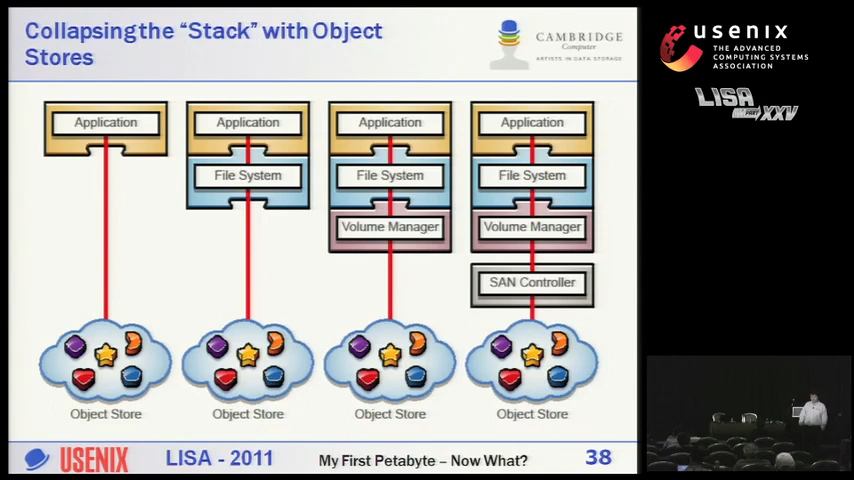 Collapsing the “Stack” with Object
Stores
CAMBRIDGE
Computer
ARTISTS IN DATA STORAGE
usenix
THE ADVANCED
COMPUTING SYSTEMS
ASSOCIATION
LISA
XXV
Application
Application
Application
Application
File System
File System
File System
Volume Manager
Volume Manager
SAN Controller
Object Store
Object Store
Object Store
Object Store
USENIX
LISA - 2011
My First Petabyte – Now What?
38